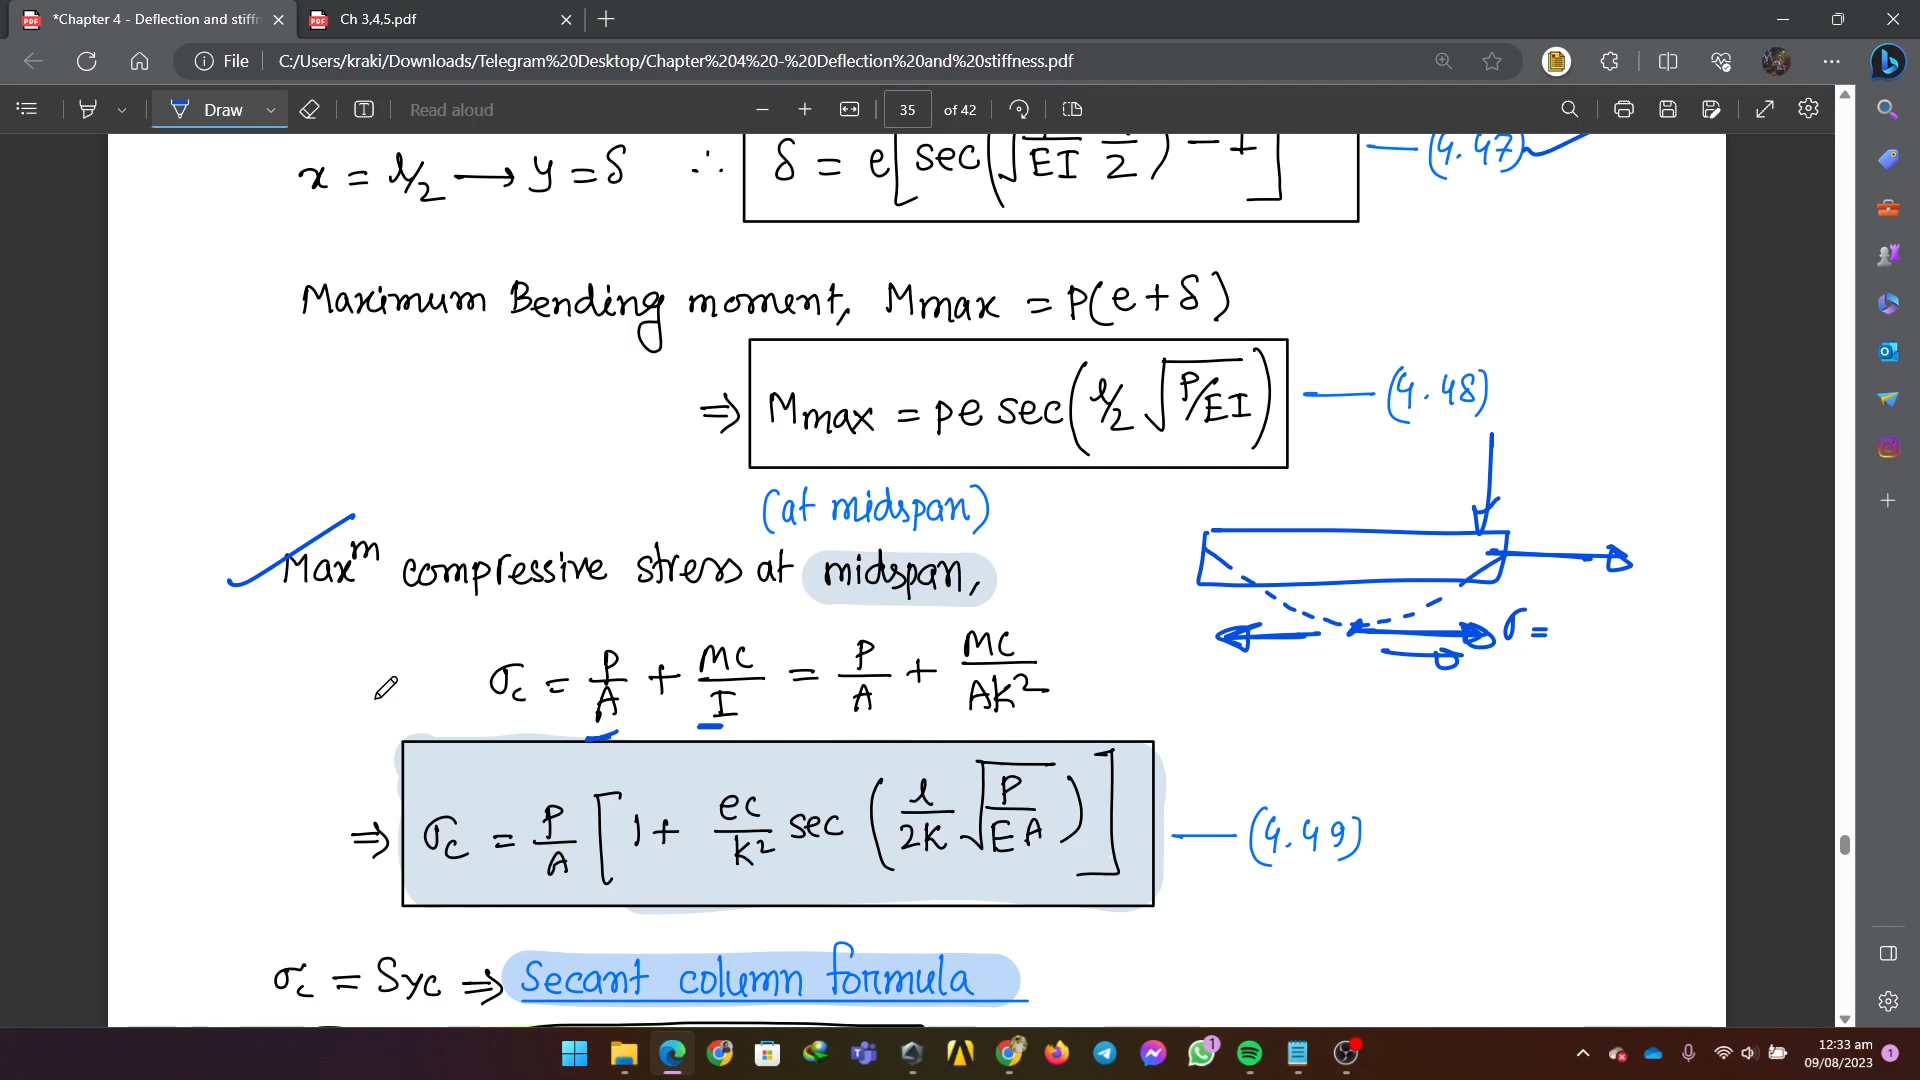 *Chapter 4 - Deflection and stiffn
Ch 3,4,5.pdf
File
C:/Users/kraki/Downloads/Telegram%20Desktop/Chapter%204%20-%20Deflection%20and%20stiffness.pdf
Draw
Read aloud
35 of 42
x = l/2 → y = δ ∴ δ = e[sec(√ /EI l/2) - 1] — (4.47)
Maximum Bending moment, Mmax = P(e+δ)
⇒ Mmax = pe sec(l/2 √P/EI) — (4.48)
(at midspan)
Maxᵐ compressive stress at midspan,
σ =
σc = P/A + MC/I = P/A + MC/AK²
⇒ σc = P/A [1 + ec/k² sec (l/2K √P/EA)] — (4.49)
σc = Syc ⇒ Secant column formula
1
12:33 am
09/08/2023
1